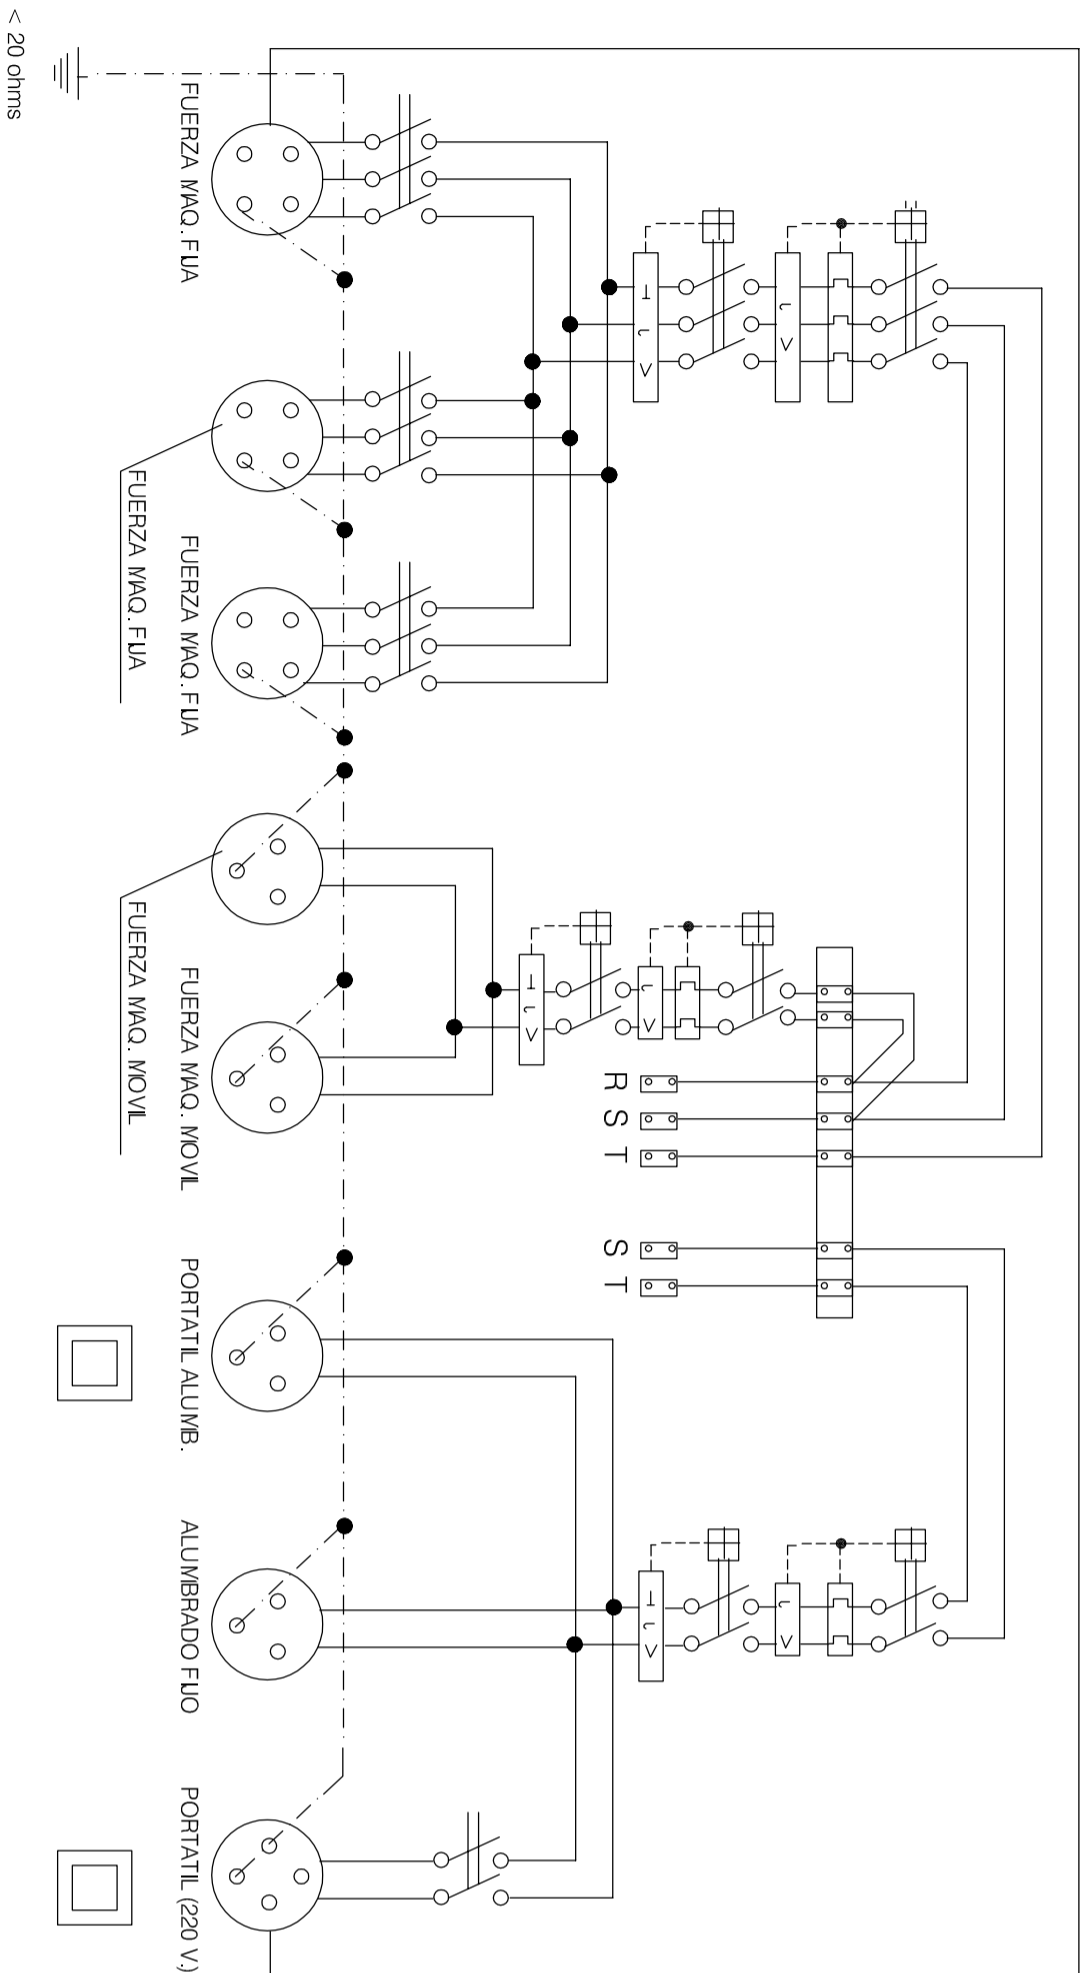 R S T S T
FUERZA MAQ. FIJA
FUERZA MAQ. FIJA
FUERZA MAQ. MOVIL
PORTATIL ALUMB.
ALUMBRADO FIJO
PORTATIL (220 V.)
FUERZA MAQ. FIJA
FUERZA MAQ. MOVIL
< 20 ohms